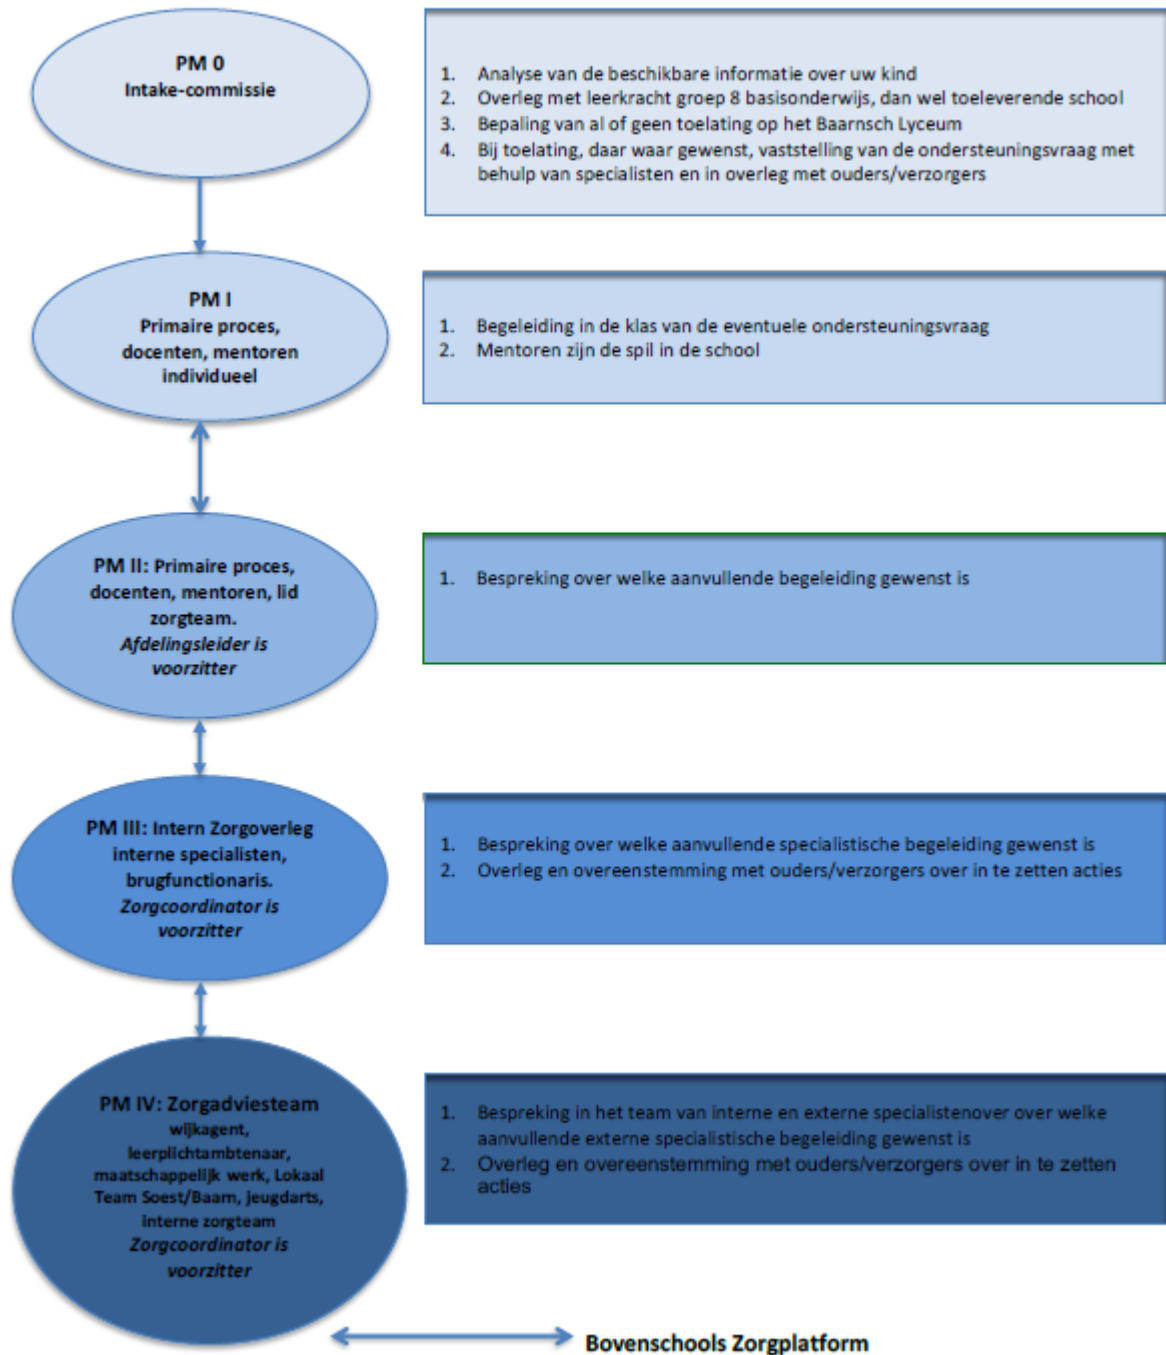 PM 0
Intake-commissie
1. Analyse van de beschikbare informatie over uw kind
2. Overleg met leerkracht groep 8 basisonderwijs, dan wel toeleverende school
3. Bepaling van al of geen toelating op het Baarnsch Lyceum
4. Bij toelating, daar waar gewenst, vaststelling van de ondersteuningsvraag met
behulp van specialisten en in overleg met ouders/verzorgers
PM I
Primaire proces,
docenten, mentoren
individueel
1. Begeleiding in de klas van de eventuele ondersteuningsvraag
2. Mentoren zijn de spil in de school
PM II: Primaire proces,
docenten, mentoren, lid
zorgteam.
Afdelingsleider is
voorzitter
1. Bespreking over welke aanvullende begeleiding gewenst is
PM III: Intern Zorgoverleg
interne specialisten,
brugfunctionaris.
Zorgcoordinator is
voorzitter
1. Bespreking over welke aanvullende specialistische begeleiding gewenst is
2. Overleg en overeenstemming met ouders/verzorgers over in te zetten acties
PM IV: Zorgadviesteam
wijkagent,
leerplichtambtenaar,
maatschappelijk werk, Lokaal
Team Soest/Baarn, jeugdarts,
interne zorgteam
Zorgcoordinator is
voorzitter
1. Bespreking in het team van interne en externe specialistenover over welke
aanvullende externe specialistische begeleiding gewenst is
2. Overleg en overeenstemming met ouders/verzorgers over in te zetten
acties
Bovenschools Zorgplatform